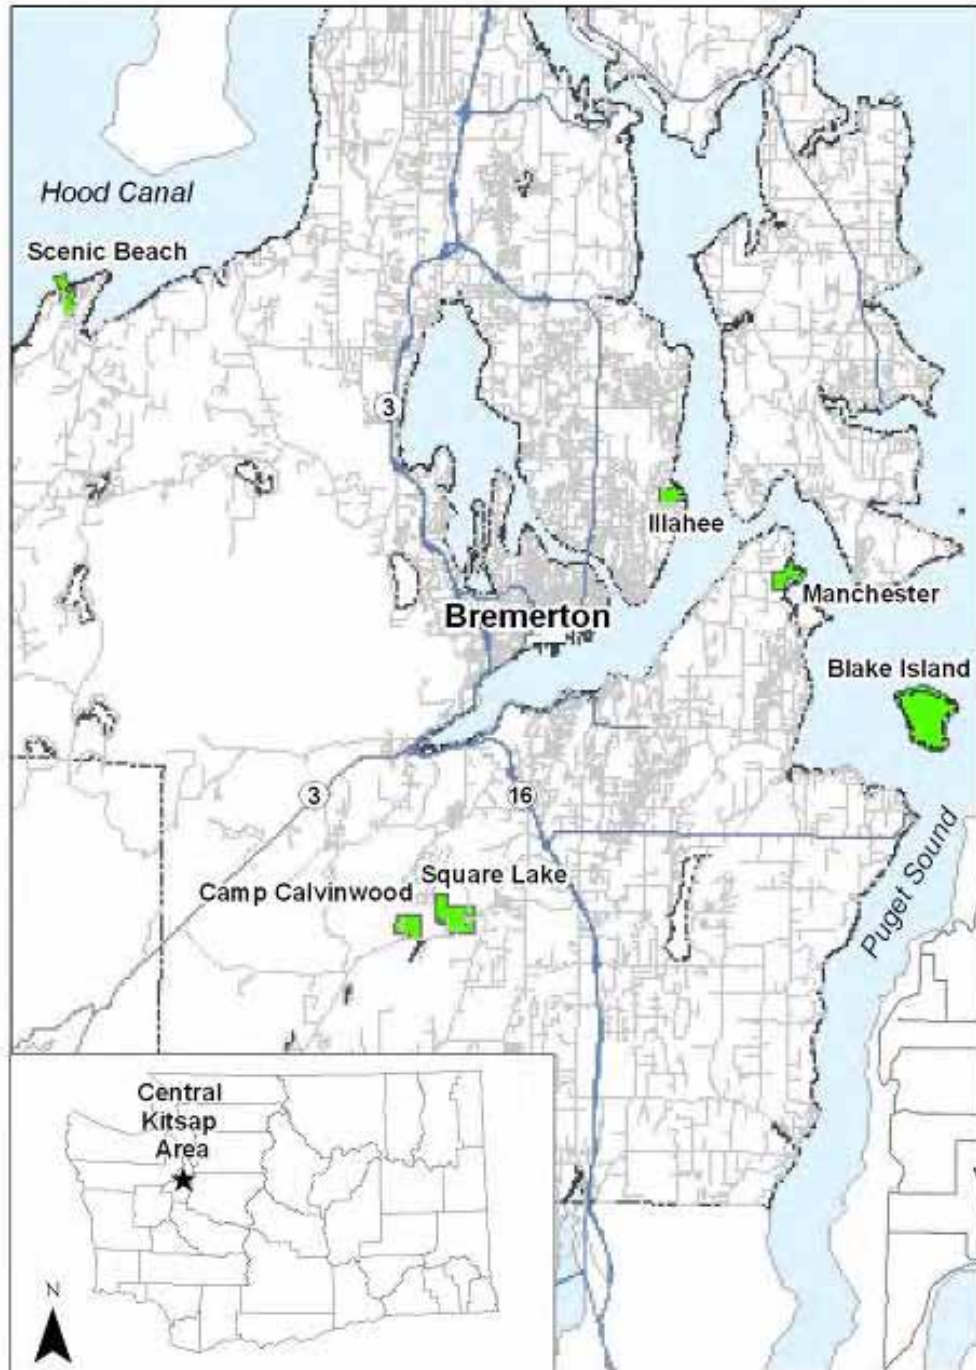 Hood Canal
Scenic Beach
3
Illahee
Manchester
Bremerton
Blake Island
3
16
Puget Sound
Square Lake
Camp Calvinwood
Central
Kitsap
Area
N